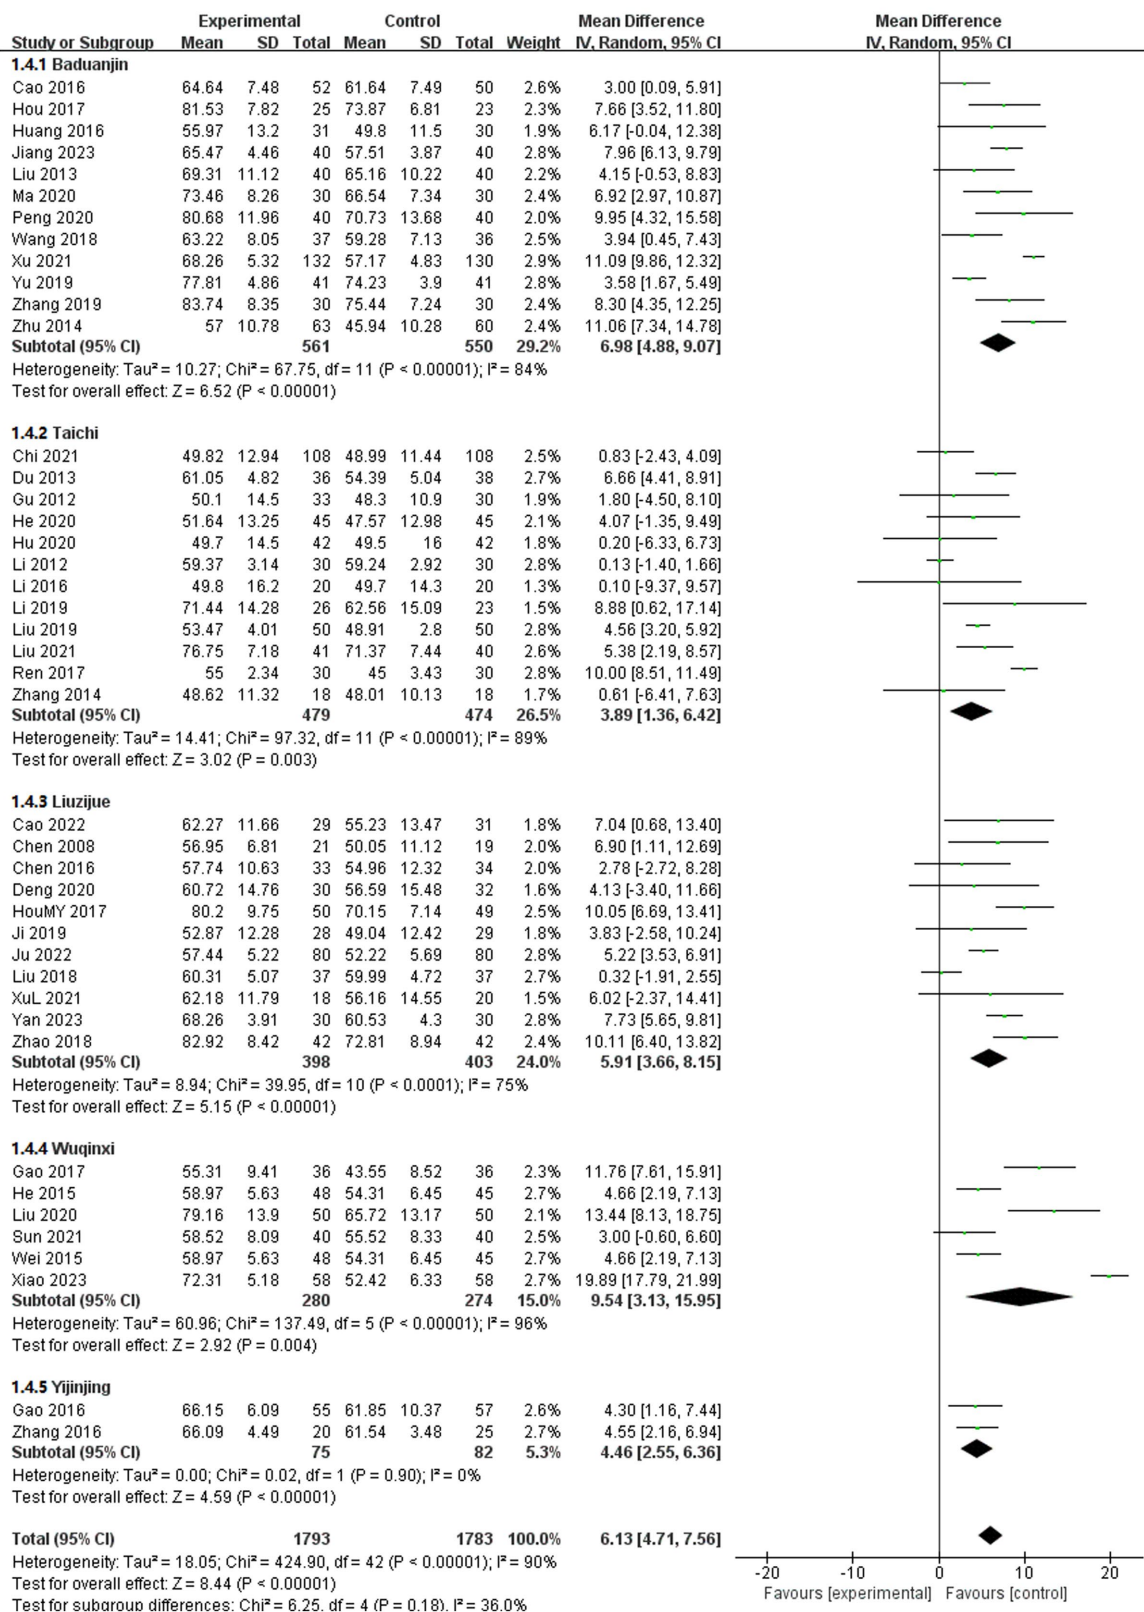 Experimental Control Mean Difference Mean Difference
Study or Subgroup Mean SD Total Mean SD Total Weight IV, Random, 95% CI IV, Random, 95% CI
1.4.1 Baduanjin
Cao 2016 64.64 7.48 52 61.64 7.49 50 2.6% 3.00 [0.09, 5.91]
Hou 2017 81.53 7.82 25 73.87 6.81 23 2.3% 7.66 [3.52, 11.80]
Huang 2016 55.97 13.2 31 49.8 11.5 30 1.9% 6.17 [-0.04, 12.38]
Jiang 2023 65.47 4.46 40 57.51 3.87 40 2.8% 7.96 [6.13, 9.79]
Liu 2013 69.31 11.12 40 65.16 10.22 40 2.2% 4.15 [-0.53, 8.83]
Ma 2020 73.46 8.26 30 66.54 7.34 30 2.4% 6.92 [2.97, 10.87]
Peng 2020 80.68 11.96 40 70.73 13.68 40 2.0% 9.95 [4.32, 15.58]
Wang 2018 63.22 8.05 37 59.28 7.13 36 2.5% 3.94 [0.45, 7.43]
Xu 2021 68.26 5.32 132 57.17 4.83 130 2.9% 11.09 [9.86, 12.32]
Yu 2019 77.81 4.86 41 74.23 3.9 41 2.8% 3.58 [1.67, 5.49]
Zhang 2019 83.74 8.35 30 75.44 7.24 30 2.4% 8.30 [4.35, 12.25]
Zhu 2014 57 10.78 63 45.94 10.28 60 2.4% 11.06 [7.34, 14.78]
Subtotal (95% CI) 561 550 29.2% 6.98 [4.88, 9.07]
Heterogeneity: Tau² = 10.27; Chi² = 67.75, df = 11 (P < 0.00001); I² = 84%
Test for overall effect: Z = 6.52 (P < 0.00001)
1.4.2 Taichi
Chi 2021 49.82 12.94 108 48.99 11.44 108 2.5% 0.83 [-2.43, 4.09]
Du 2013 61.05 4.82 36 54.39 5.04 38 2.7% 6.66 [4.41, 8.91]
Gu 2012 50.1 14.5 33 48.3 10.9 30 1.9% 1.80 [-4.50, 8.10]
He 2020 51.64 13.25 45 47.57 12.98 45 2.1% 4.07 [-1.35, 9.49]
Hu 2020 49.7 14.5 42 49.5 16 42 1.8% 0.20 [-6.33, 6.73]
Li 2012 59.37 3.14 30 59.24 2.92 30 2.8% 0.13 [-1.40, 1.66]
Li 2016 49.8 16.2 20 49.7 14.3 20 1.3% 0.10 [-9.37, 9.57]
Li 2019 71.44 14.28 26 62.56 15.09 23 1.5% 8.88 [0.62, 17.14]
Liu 2019 53.47 4.01 50 48.91 2.8 50 2.8% 4.56 [3.20, 5.92]
Liu 2021 76.75 7.18 41 71.37 7.44 40 2.6% 5.38 [2.19, 8.57]
Ren 2017 55 2.34 30 45 3.43 30 2.8% 10.00 [8.51, 11.49]
Zhang 2014 48.62 11.32 18 48.01 10.13 18 1.7% 0.61 [-6.41, 7.63]
Subtotal (95% CI) 479 474 26.5% 3.89 [1.36, 6.42]
Heterogeneity: Tau² = 14.41; Chi² = 97.32, df = 11 (P < 0.00001); I² = 89%
Test for overall effect: Z = 3.02 (P = 0.003)
1.4.3 Liuzijue
Cao 2022 62.27 11.66 29 55.23 13.47 31 1.8% 7.04 [0.68, 13.40]
Chen 2008 56.95 6.81 21 50.05 11.12 19 2.0% 6.90 [1.11, 12.69]
Chen 2016 57.74 10.63 33 54.96 12.32 34 2.0% 2.78 [-2.72, 8.28]
Deng 2020 60.72 14.76 30 56.59 15.48 32 1.6% 4.13 [-3.40, 11.66]
HouMY 2017 80.2 9.75 50 70.15 7.14 49 2.5% 10.05 [6.69, 13.41]
Ji 2019 52.87 12.28 28 49.04 12.42 29 1.8% 3.83 [-2.58, 10.24]
Ju 2022 57.44 5.22 80 52.22 5.69 80 2.8% 5.22 [3.53, 6.91]
Liu 2018 60.31 5.07 37 59.99 4.72 37 2.7% 0.32 [-1.91, 2.55]
XuL 2021 62.18 11.79 18 56.16 14.55 20 1.5% 6.02 [-2.37, 14.41]
Yan 2023 68.26 3.91 30 60.53 4.3 30 2.8% 7.73 [5.65, 9.81]
Zhao 2018 82.92 8.42 42 72.81 8.94 42 2.4% 10.11 [6.40, 13.82]
Subtotal (95% CI) 398 403 24.0% 5.91 [3.66, 8.15]
Heterogeneity: Tau² = 8.94; Chi² = 39.95, df = 10 (P < 0.0001); I² = 75%
Test for overall effect: Z = 5.15 (P < 0.00001)
1.4.4 Wuqinxi
Gao 2017 55.31 9.41 36 43.55 8.52 36 2.3% 11.76 [7.61, 15.91]
He 2015 58.97 5.63 48 54.31 6.45 45 2.7% 4.66 [2.19, 7.13]
Liu 2020 79.16 13.9 50 65.72 13.17 50 2.1% 13.44 [8.13, 18.75]
Sun 2021 58.52 8.09 40 55.52 8.33 40 2.5% 3.00 [-0.60, 6.60]
Wei 2015 58.97 5.63 48 54.31 6.45 45 2.7% 4.66 [2.19, 7.13]
Xiao 2023 72.31 5.18 58 52.42 6.33 58 2.7% 19.89 [17.79, 21.99]
Subtotal (95% CI) 280 274 15.0% 9.54 [3.13, 15.95]
Heterogeneity: Tau² = 60.96; Chi² = 137.49, df = 5 (P < 0.00001); I² = 96%
Test for overall effect: Z = 2.92 (P = 0.004)
1.4.5 Yijinjing
Gao 2016 66.15 6.09 55 61.85 10.37 57 2.6% 4.30 [1.16, 7.44]
Zhang 2016 66.09 4.49 20 61.54 3.48 25 2.7% 4.55 [2.16, 6.94]
Subtotal (95% CI) 75 82 5.3% 4.46 [2.55, 6.36]
Heterogeneity: Tau² = 0.00; Chi² = 0.02, df = 1 (P = 0.90); I² = 0%
Test for overall effect: Z = 4.59 (P < 0.00001)
Total (95% CI) 1793 1783 100.0% 6.13 [4.71, 7.56]
Heterogeneity: Tau² = 18.05; Chi² = 424.90, df = 42 (P < 0.00001); I² = 90%
Test for overall effect: Z = 8.44 (P < 0.00001)
Test for subgroup differences: Chi² = 6.25, df = 4 (P = 0.18), I² = 36.0%
-20 -10 0 10 20
Favours [experimental] Favours [control]